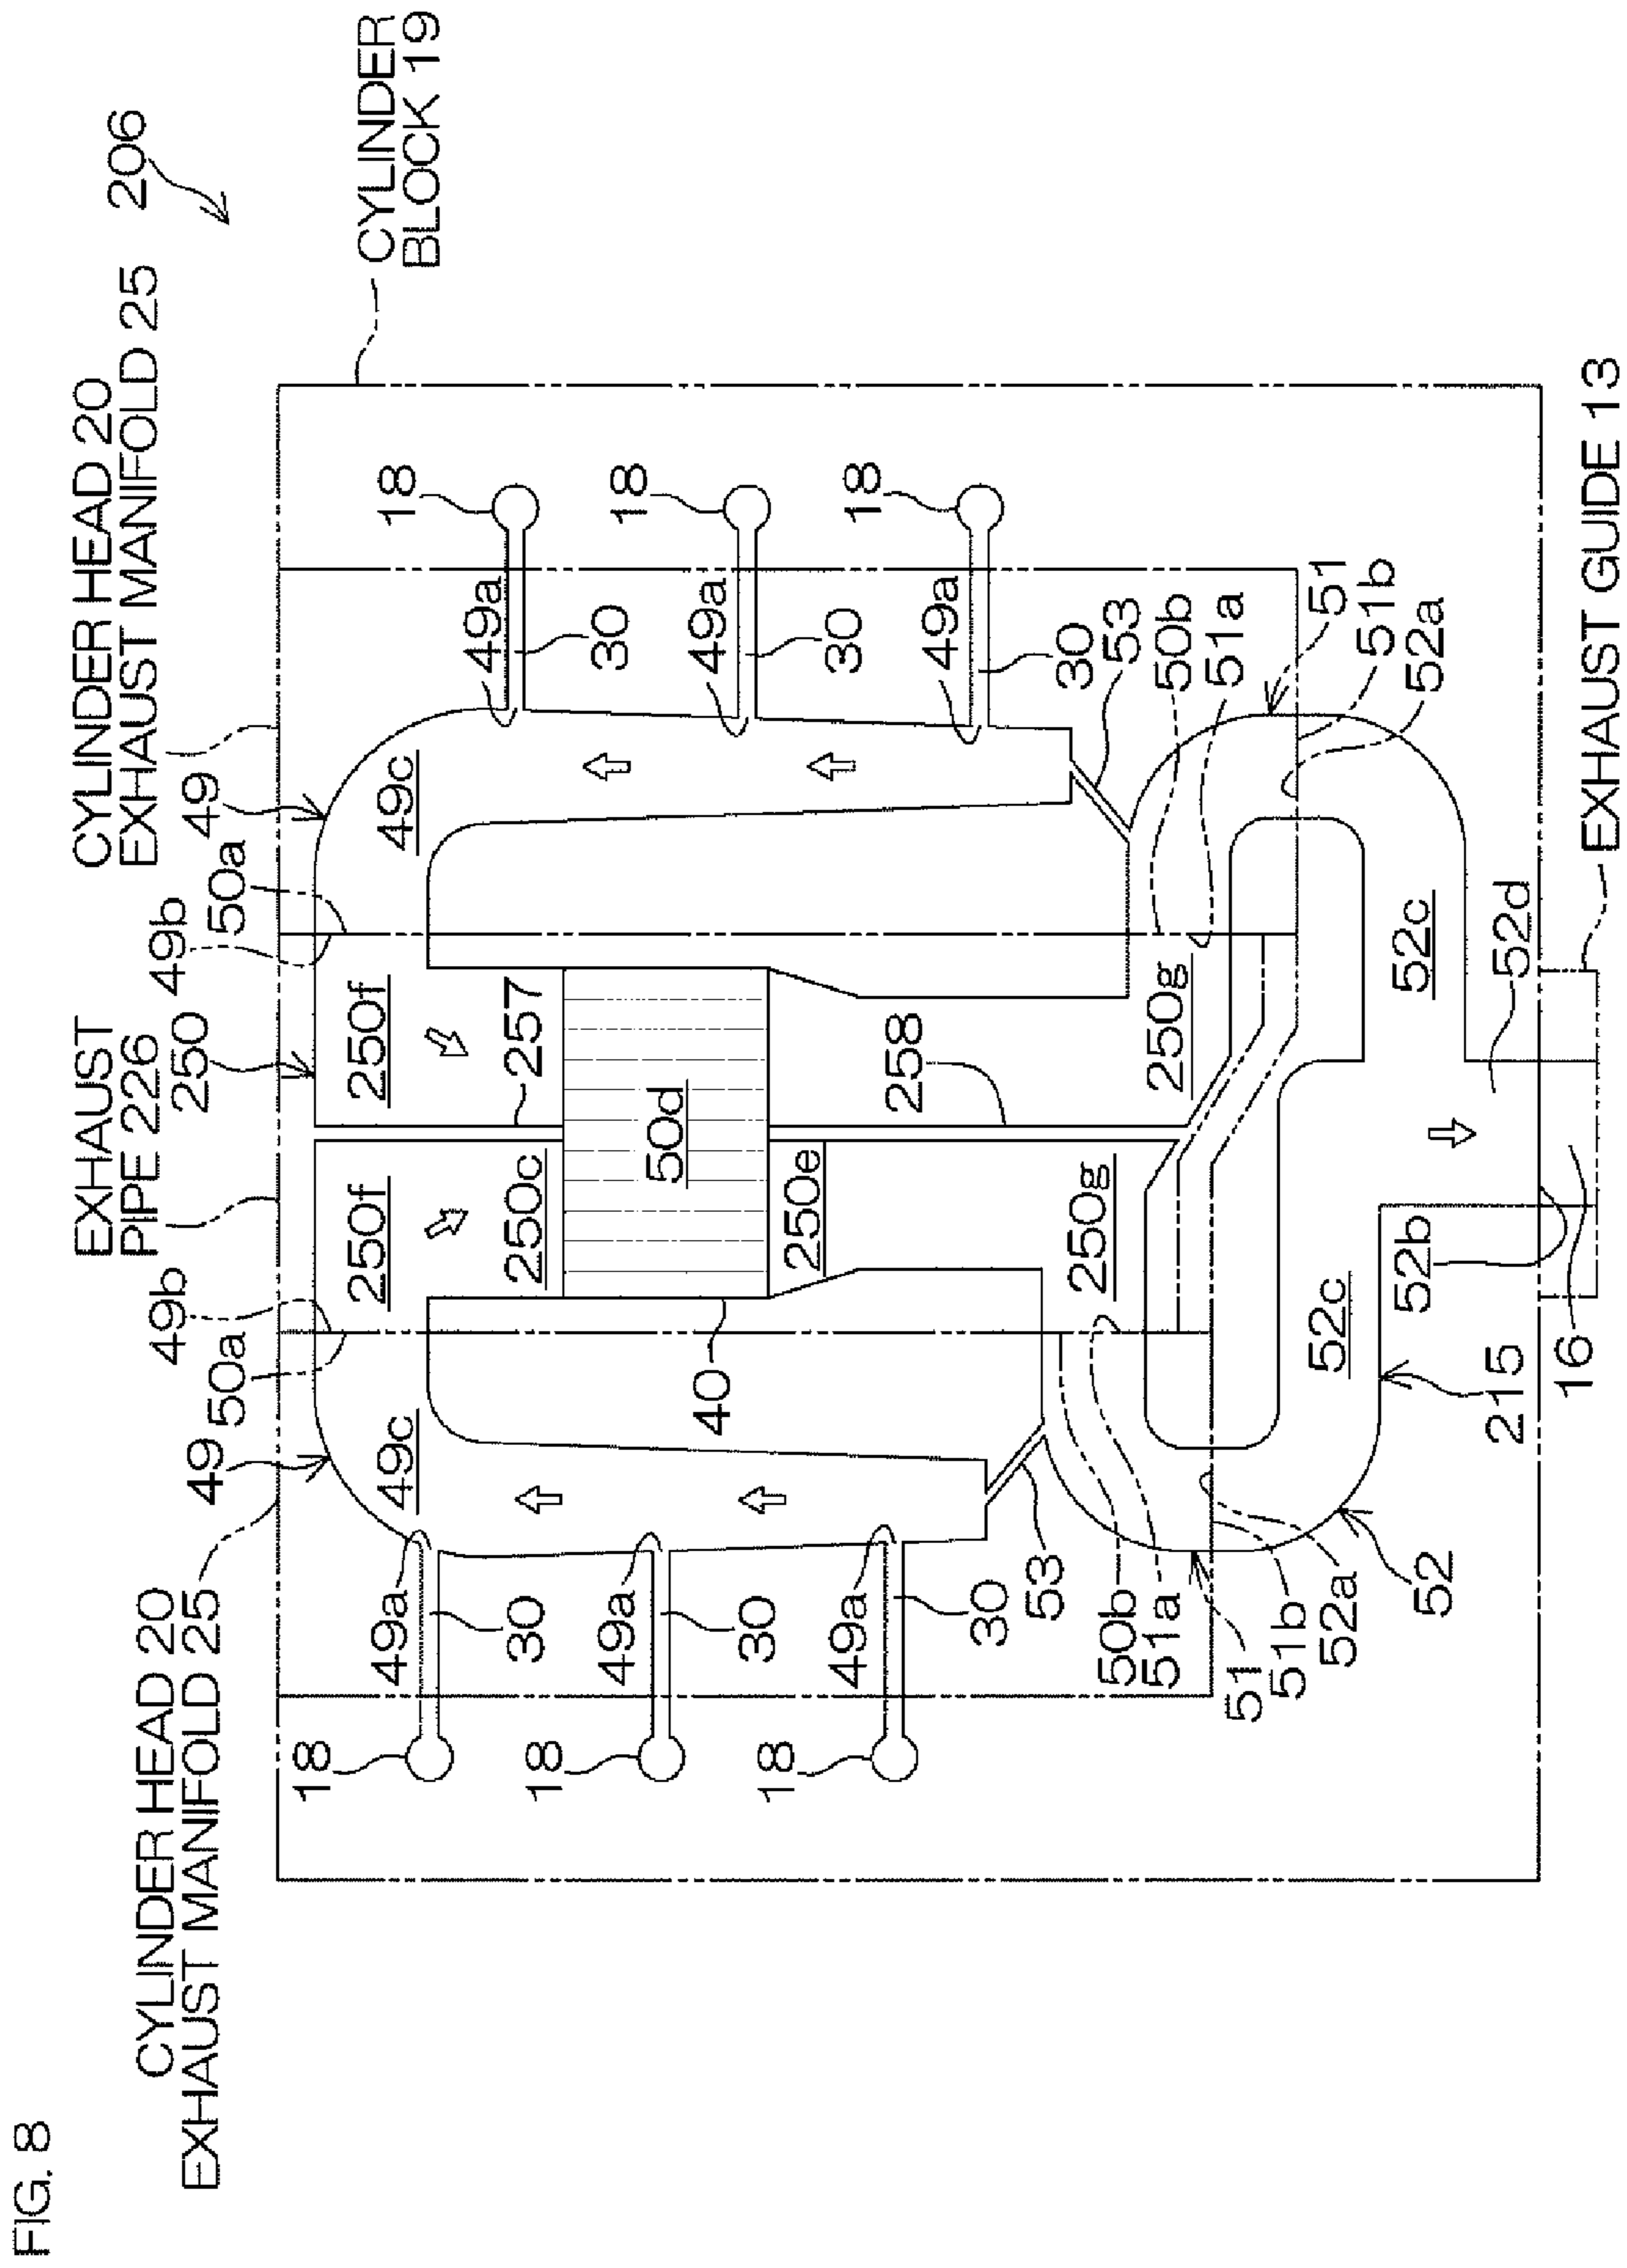 FIG. 8
CYLINDER HEAD 20
EXHAUST MANIFOLD 25
EXHAUST
PIPE 226
CYLINDER HEAD 20
EXHAUST MANIFOLD 25
206
CYLINDER
BLOCK 19
49
50a
49b
250
49b
50a
49
49c
250f
250f
49c
18
49a
30
250c
257
49a
30
18
18
49a
30
40
50d
49a
30
18
18
49a
30
53
250e
258
49a
30
18
53
50b
51a
250g
250g
50b
51a
51
51b
52a
51
51b
52a
52
52c
52c
215
52b
52d
16
EXHAUST GUIDE 13